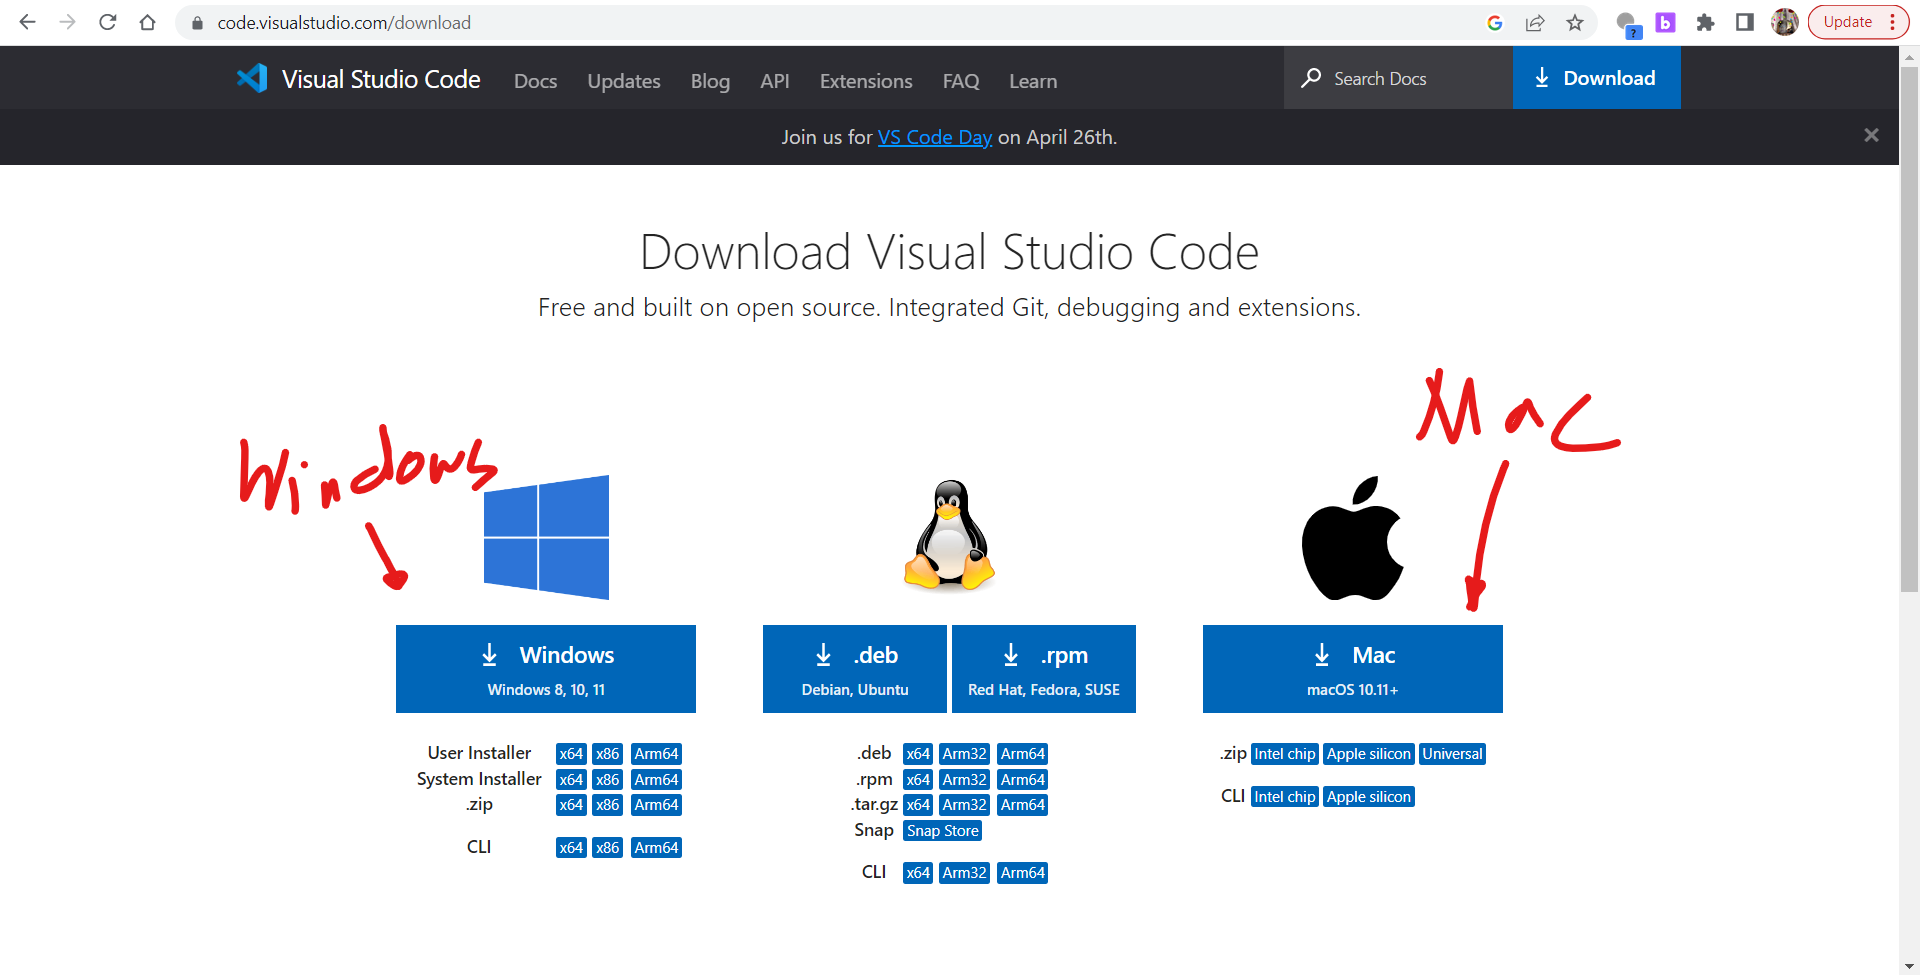 code.visualstudio.com/download
Update
Visual Studio Code
Docs
Updates
Blog
API
Extensions
FAQ
Learn
Search Docs
Download
Join us for VS Code Day on April 26th.
Download Visual Studio Code
Free and built on open source. Integrated Git, debugging and extensions.
Windows
Mac
Windows
Windows 8, 10, 11
User Installer x64 x86 Arm64
System Installer x64 x86 Arm64
.zip x64 x86 Arm64
CLI x64 x86 Arm64
.deb
Debian, Ubuntu
.rpm
Red Hat, Fedora, SUSE
.deb x64 Arm32 Arm64
.rpm x64 Arm32 Arm64
.tar.gz x64 Arm32 Arm64
Snap Snap Store
CLI x64 Arm32 Arm64
Mac
macOS 10.11+
.zip Intel chip Apple silicon Universal
CLI Intel chip Apple silicon